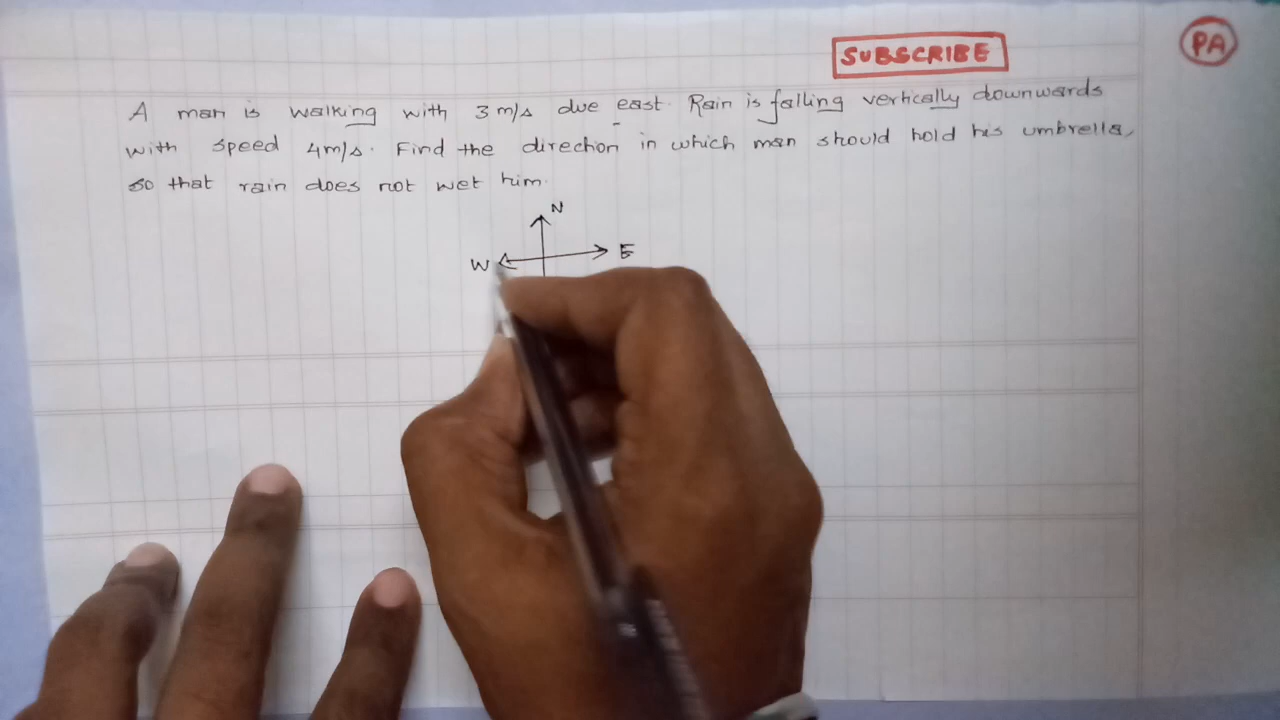 SUBSCRIBE
PA
A man is walking with 3 m/s due east. Rain is falling vertically downwards
with speed 4m/s. Find the direction in which man should hold his umbrella,
so that rain does not wet him.
N
W E